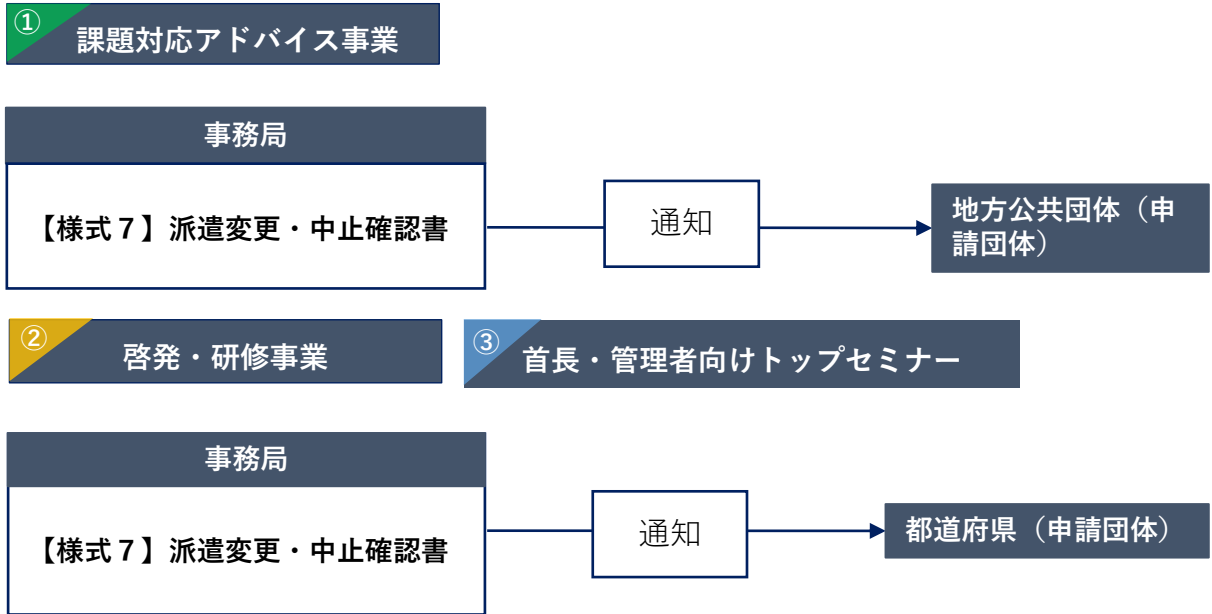 ①
課題対応アドバイス事業
事務局
【様式７】派遣変更・中止確認書
通知
地方公共団体（申
請団体）
②
啓発・研修事業
③
首長・管理者向けトップセミナー
事務局
【様式７】派遣変更・中止確認書
通知
都道府県（申請団体）